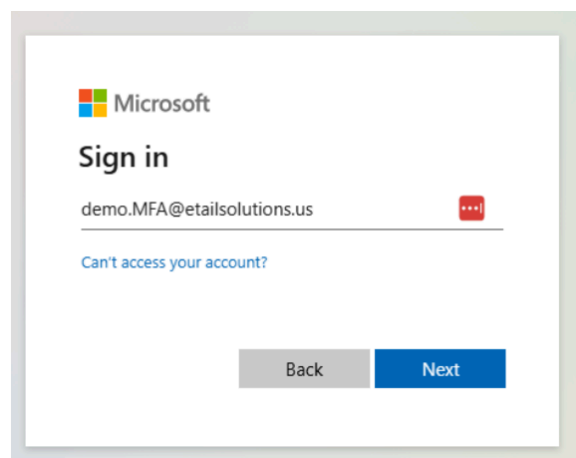 Microsoft
Sign in
demo.MFA@etailsolutions.us
Can't access your account?
Back Next